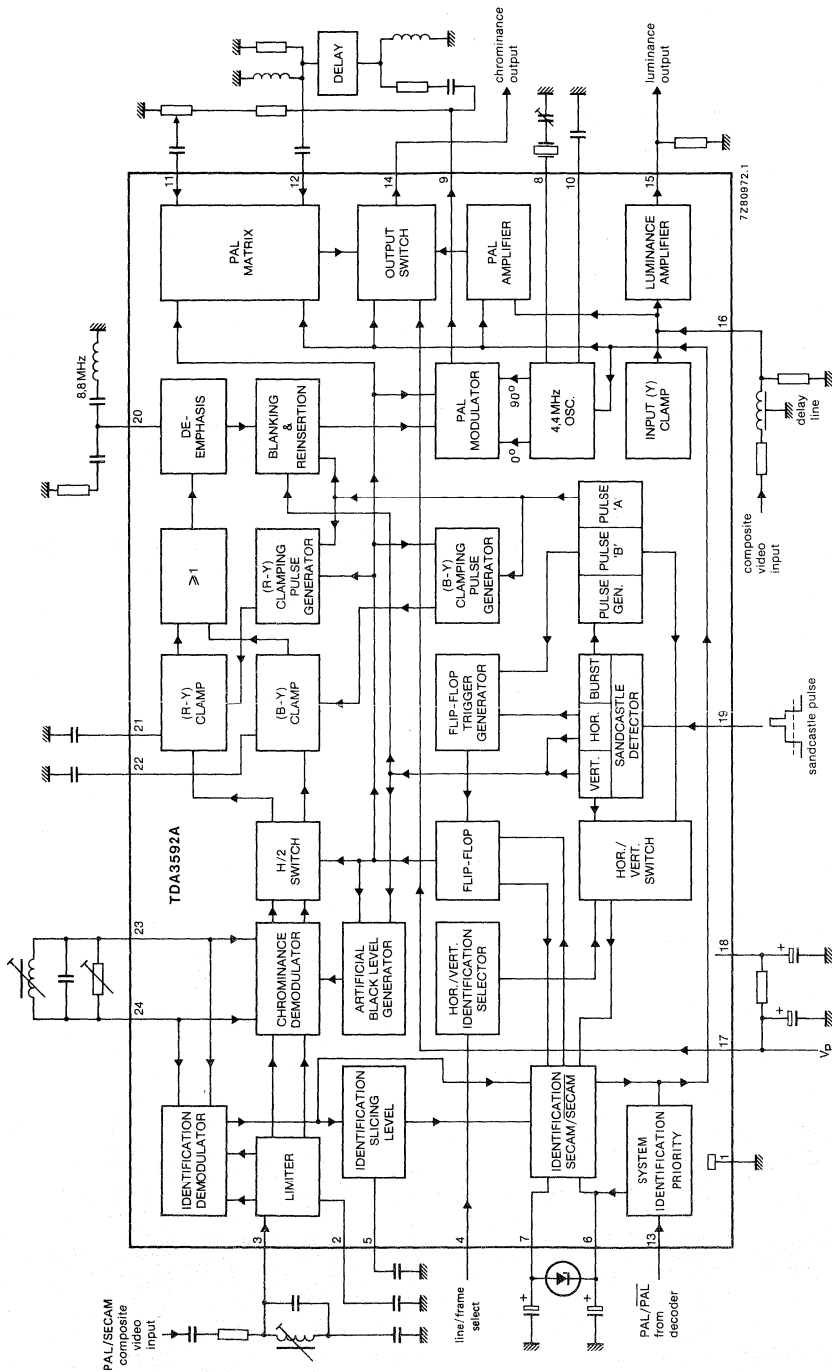 TDA3592A
PAL/SECAM
composite
video
input
3
2
5
4
line/frame
select
7
6
13
PAL/PAL
from
decoder
24
23
22
21
20
8,8 MHz
11
12
14
9
8
10
15
16
19
18
17
1
Vp
IDENTIFICATION
DEMODULATOR
LIMITER
IDENTIFICATION
SLICING
LEVEL
IDENTIFICATION
SECAM/SECAM
SYSTEM
IDENTIFICATION
PRIORITY
CHROMINANCE
DEMODULATOR
ARTIFICIAL
BLACK LEVEL
GENERATOR
HOR./VERT.
IDENTIFICATION
SELECTOR
H/2
SWITCH
FLIP-FLOP
HOR./
VERT.
SWITCH
(R-Y)
CLAMP
(B-Y)
CLAMP
FLIP-FLOP
TRIGGER
GENERATOR
VERT.
HOR.
BURST
SANDCASTLE
DETECTOR
sandcastle pulse
≥1
(R-Y)
CLAMPING
PULSE
GENERATOR
(B-Y)
CLAMPING
PULSE
GENERATOR
PULSE
GEN.
PULSE
'B'
PULSE
'A
DE-
EMPHASIS
BLANKING
&
REINSERTION
PAL
MODULATOR
0°
90°
4,4 MHz
OSC.
INPUT (Y)
CLAMP
composite
video
input
delay
line
PAL
MATRIX
OUTPUT
SWITCH
PAL
AMPLIFIER
LUMINANCE
AMPLIFIER
DELAY
chrominance
output
luminance
output
7Z80972.1